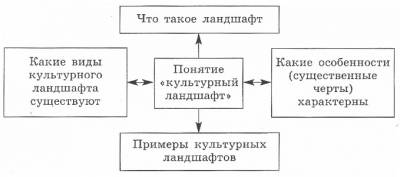 Что такое ландшафт
Какие виды
культурного
ландшафта
существуют
Понятие
«культурный
ландшафт»
Какие особенности
(существенные
черты)
характерны
Примеры культурных
ландшафтов